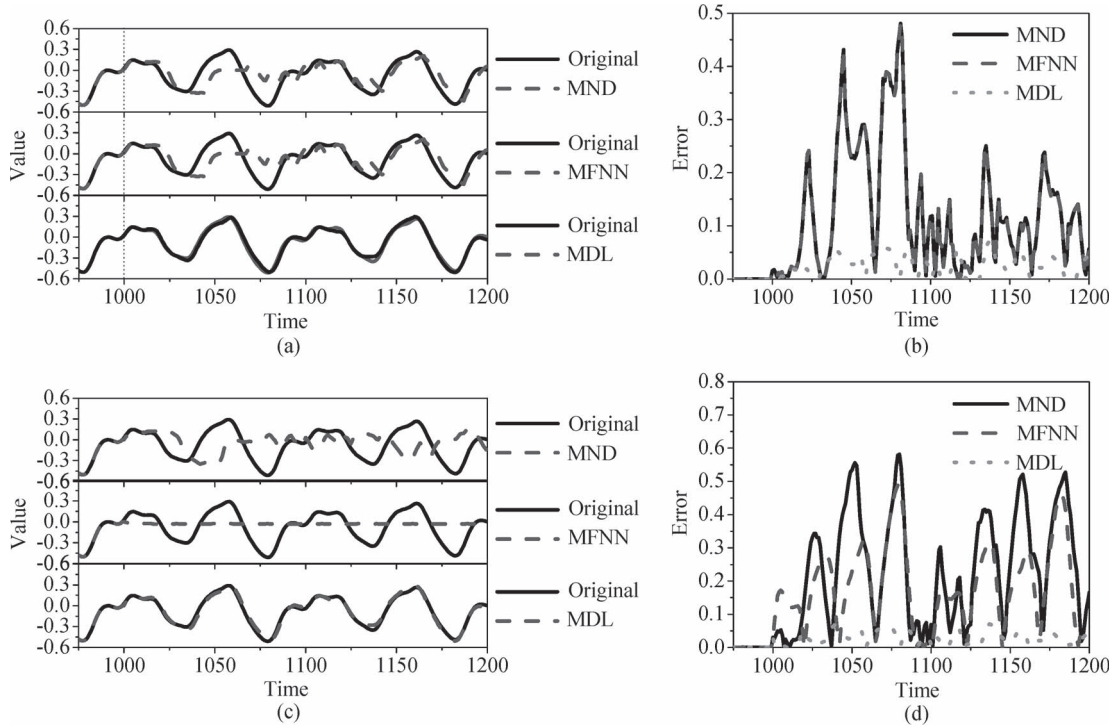 0.6
0.3
0.0
-0.3
-0.6
0.3
0.0
-0.3
-0.6
0.3
0.0
-0.3
-0.6
Value
1000 1050 1100 1150 1200
Time
Original
MND
Original
MFNN
Original
MDL
(a)
0.5
0.4
0.3
0.2
0.1
0.0
Error
1000 1050 1100 1150 1200
Time
MND
MFNN
MDL
(b)
0.6
0.3
0.0
-0.3
0.6
0.3
0.0
-0.3
0.6
0.3
0.0
-0.3
-0.6
Value
1000 1050 1100 1150 1200
Time
Original
MND
Original
MFNN
Original
MDL
(c)
0.8
0.7
0.6
0.5
0.4
0.3
0.2
0.1
0.0
Error
1000 1050 1100 1150 1200
Time
MND
MFNN
MDL
(d)